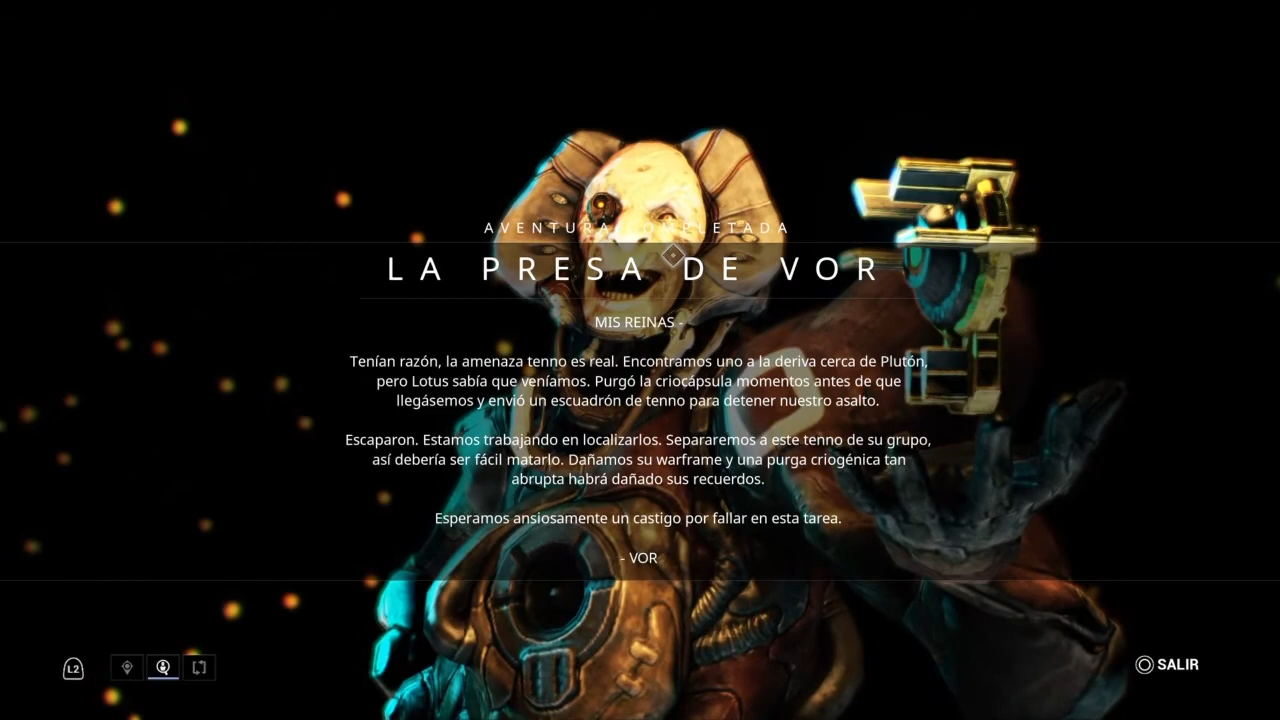 AVENTURA COMPLETADA
LA PRESA DE VOR
MIS REINAS -
Tenían razón, la amenaza tenno es real. Encontramos uno a la deriva cerca de Plutón,
pero Lotus sabía que veníamos. Purgó la criocápsula momentos antes de que
llegásemos y envió un escuadrón de tenno para detener nuestro asalto.
Escaparon. Estamos trabajando en localizarlos. Separaremos a este tenno de su grupo,
así debería ser fácil matarlo. Dañamos su warframe y una purga criogénica tan
abrupta habrá dañado sus recuerdos.
Esperamos ansiosamente un castigo por fallar en esta tarea.
- VOR
L2
SALIR